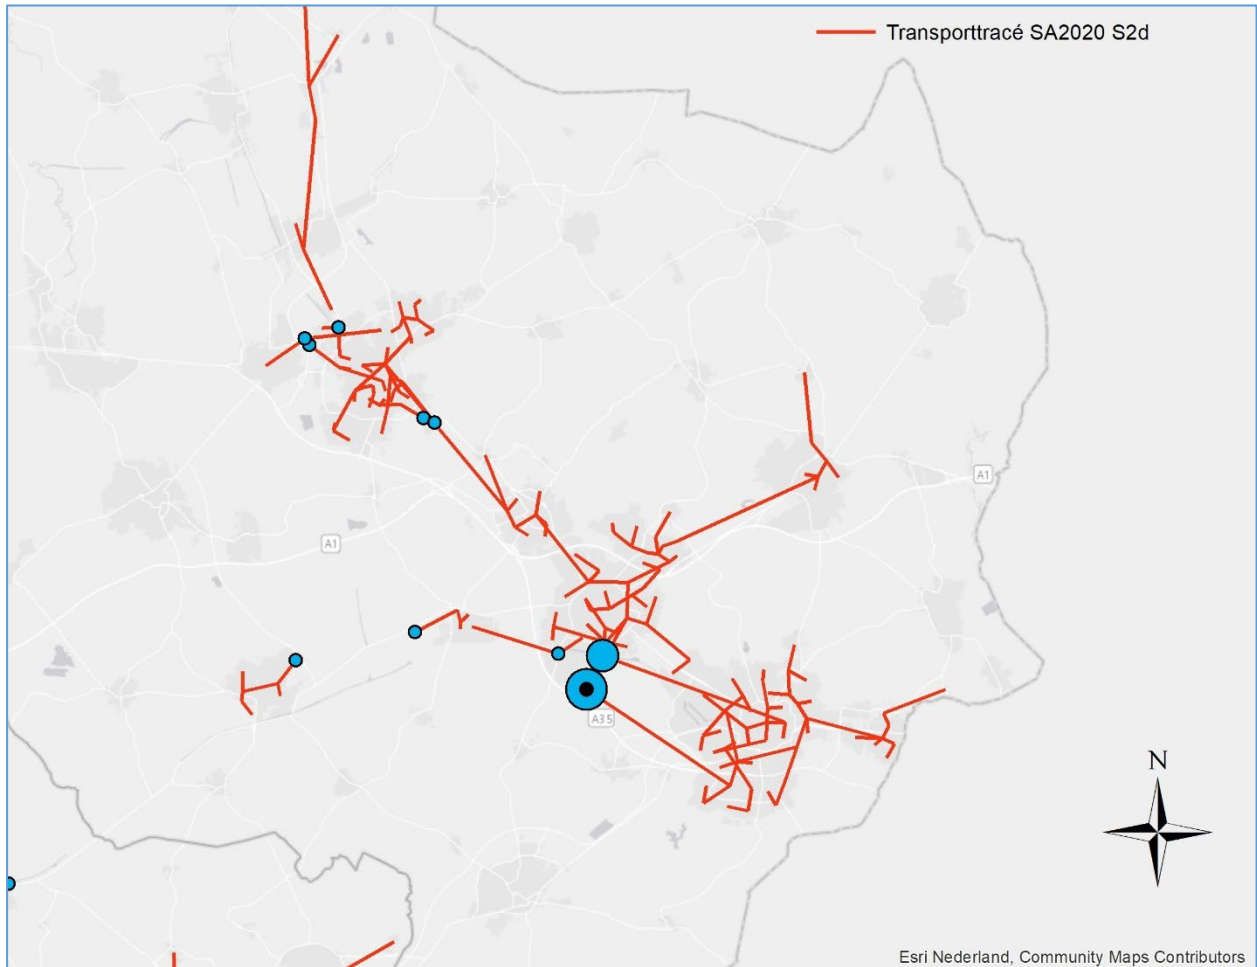 Transporttracé SA2020 S2d
A1
A1
A35
N
Esri Nederland, Community Maps Contributors